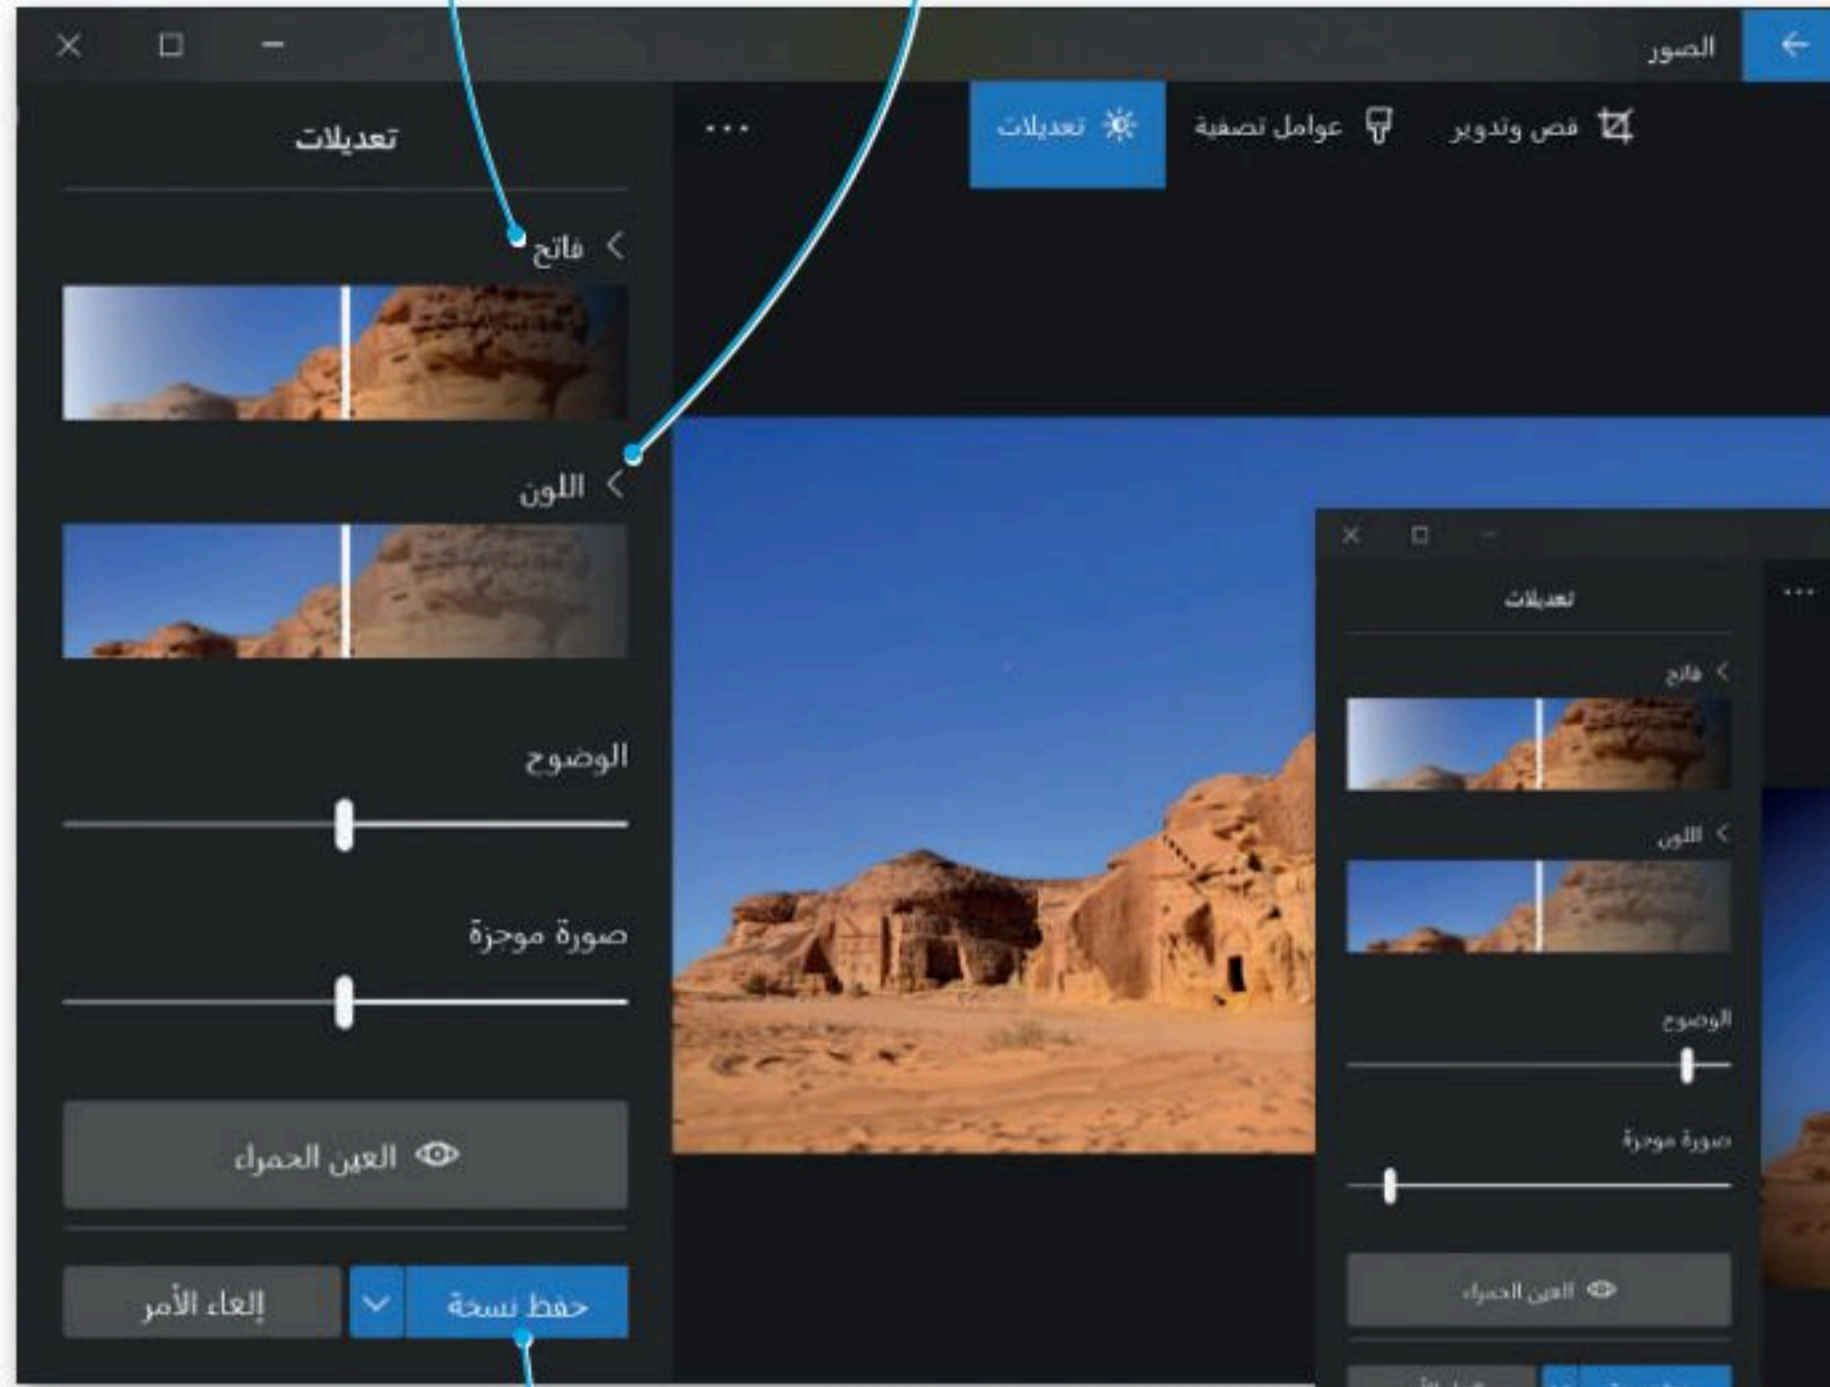 الصور
قص وتدوير
عوامل تصفية
تعديلات
تعديلات
فاتح
اللون
الوضوح
صورة موجزة
العين الحمراء
حفظ نسخة
إلغاء الأمر
تعديلات
فاتح
اللون
الوضوح
صورة موجزة
العين الحمراء